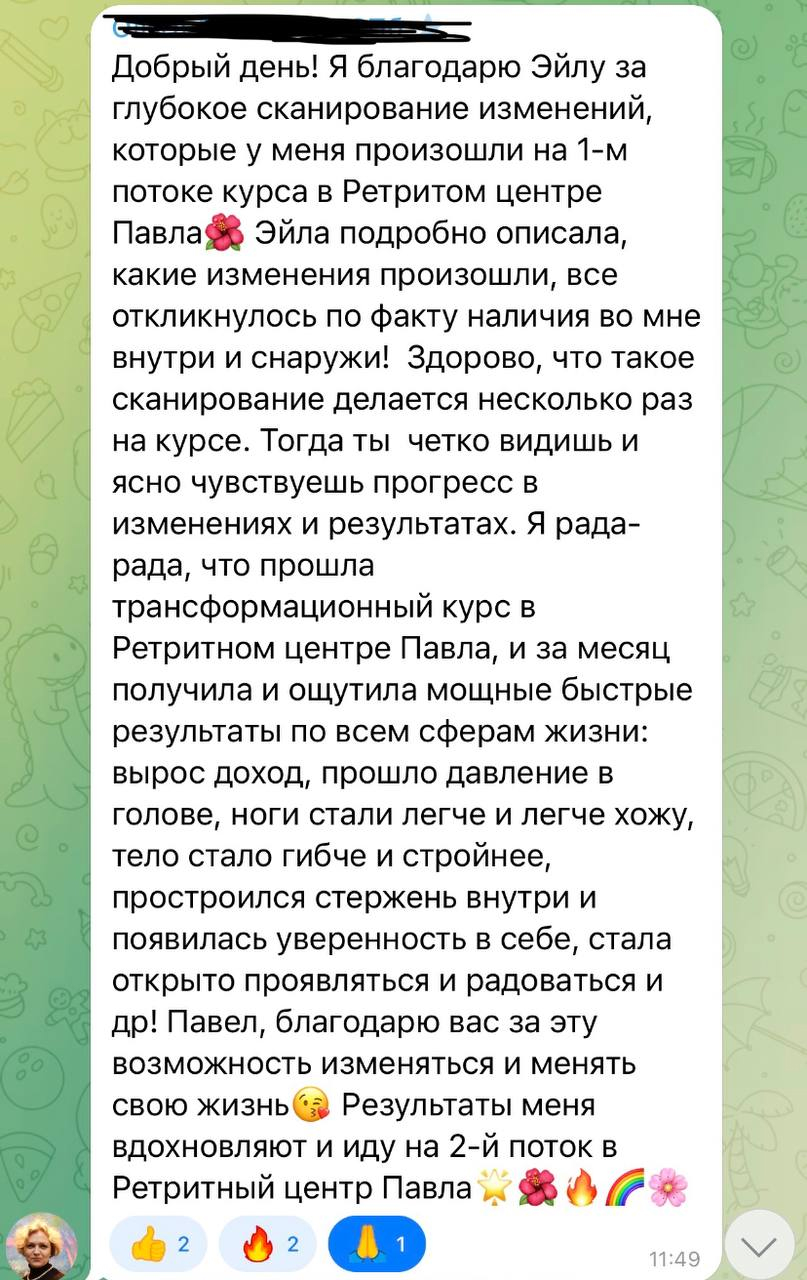 Добрый день! Я благодарю Эйлу за
глубокое сканирование изменений,
которые у меня произошли на 1-м
потоке курса в Ретритом центре
Павла🌺 Эйла подробно описала,
какие изменения произошли, все
откликнулось по факту наличия во мне
внутри и снаружи!  Здорово, что такое
сканирование делается несколько раз
на курсе. Тогда ты  четко видишь и
ясно чувствуешь прогресс в
изменениях и результатах. Я рада-
рада, что прошла
трансформационный курс в
Ретритном центре Павла, и за месяц
получила и ощутила мощные быстрые
результаты по всем сферам жизни:
вырос доход, прошло давление в
голове, ноги стали легче и легче хожу,
тело стало гибче и стройнее,
простроился стержень внутри и
появилась уверенность в себе, стала
открыто проявляться и радоваться и
др! Павел, благодарю вас за эту
возможность изменяться и менять
свою жизнь😘 Результаты меня
вдохновляют и иду на 2-й поток в
Ретритный центр Павла🌟🌺🔥🌈🌸
👍 2 🔥 2 🙏 1
11:49